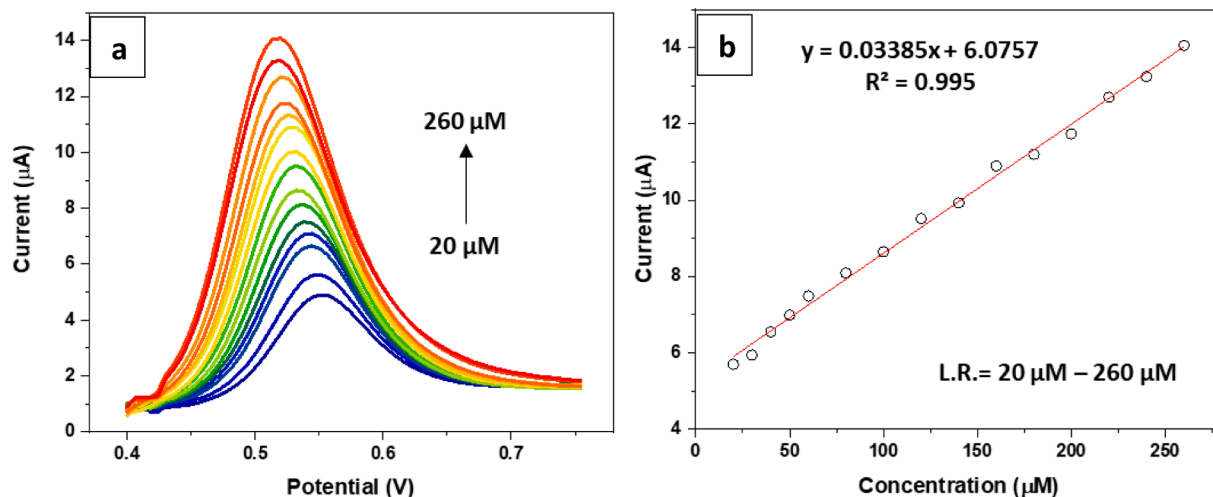 a
14
12
10
8
6
4
2
0
Current (µA)
260 µM
20 µM
0.4
0.5
0.6
0.7
Potential (V)
b
14
12
10
8
6
4
Current (µA)
y = 0.03385x + 6.0757
R² = 0.995
L.R.= 20 µM – 260 µM
0
50
100
150
200
250
Concentration (µM)